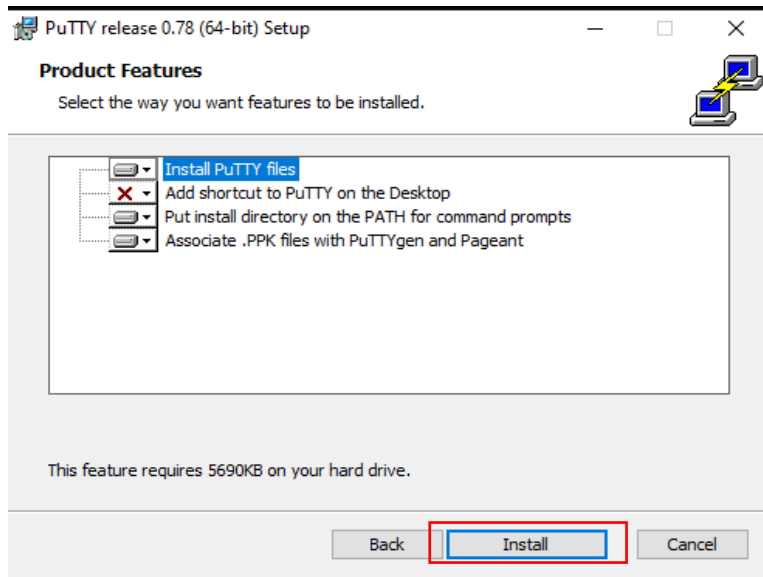 PuTTY release 0.78 (64-bit) Setup
Product Features
Select the way you want features to be installed.
Install PuTTY files
Add shortcut to PuTTY on the Desktop
Put install directory on the PATH for command prompts
Associate .PPK files with PuTTYgen and Pageant
This feature requires 5690KB on your hard drive.
Back Install Cancel